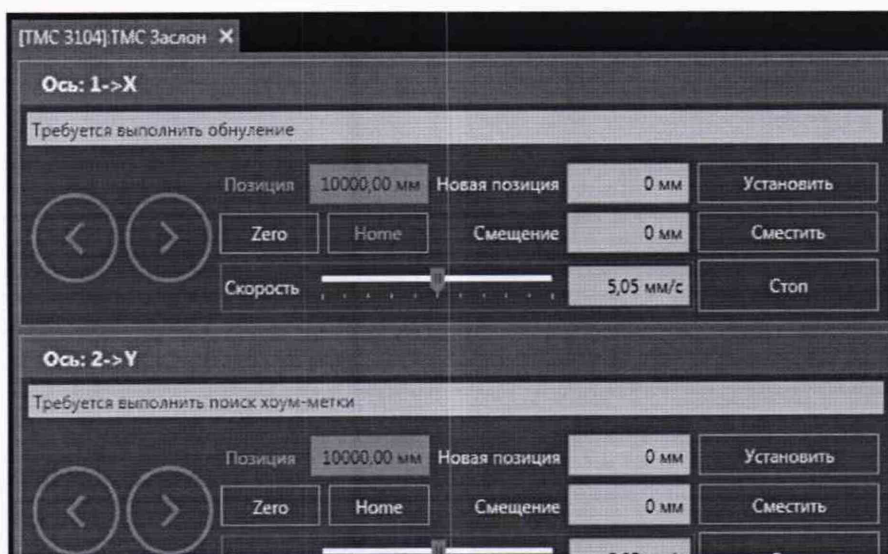 [ТМС 3104]:ТМС Заслон ×
Ось: 1->X
Требуется выполнить обнуление
Позиция 10000,00 мм Новая позиция 0 мм Установить
Zero Home Смещение 0 мм Сместить
Скорость 5,05 мм/с Стоп
Ось: 2->Y
Требуется выполнить поиск хоум-метки
Позиция 10000,00 мм Новая позиция 0 мм Установить
Zero Home Смещение 0 мм Сместить